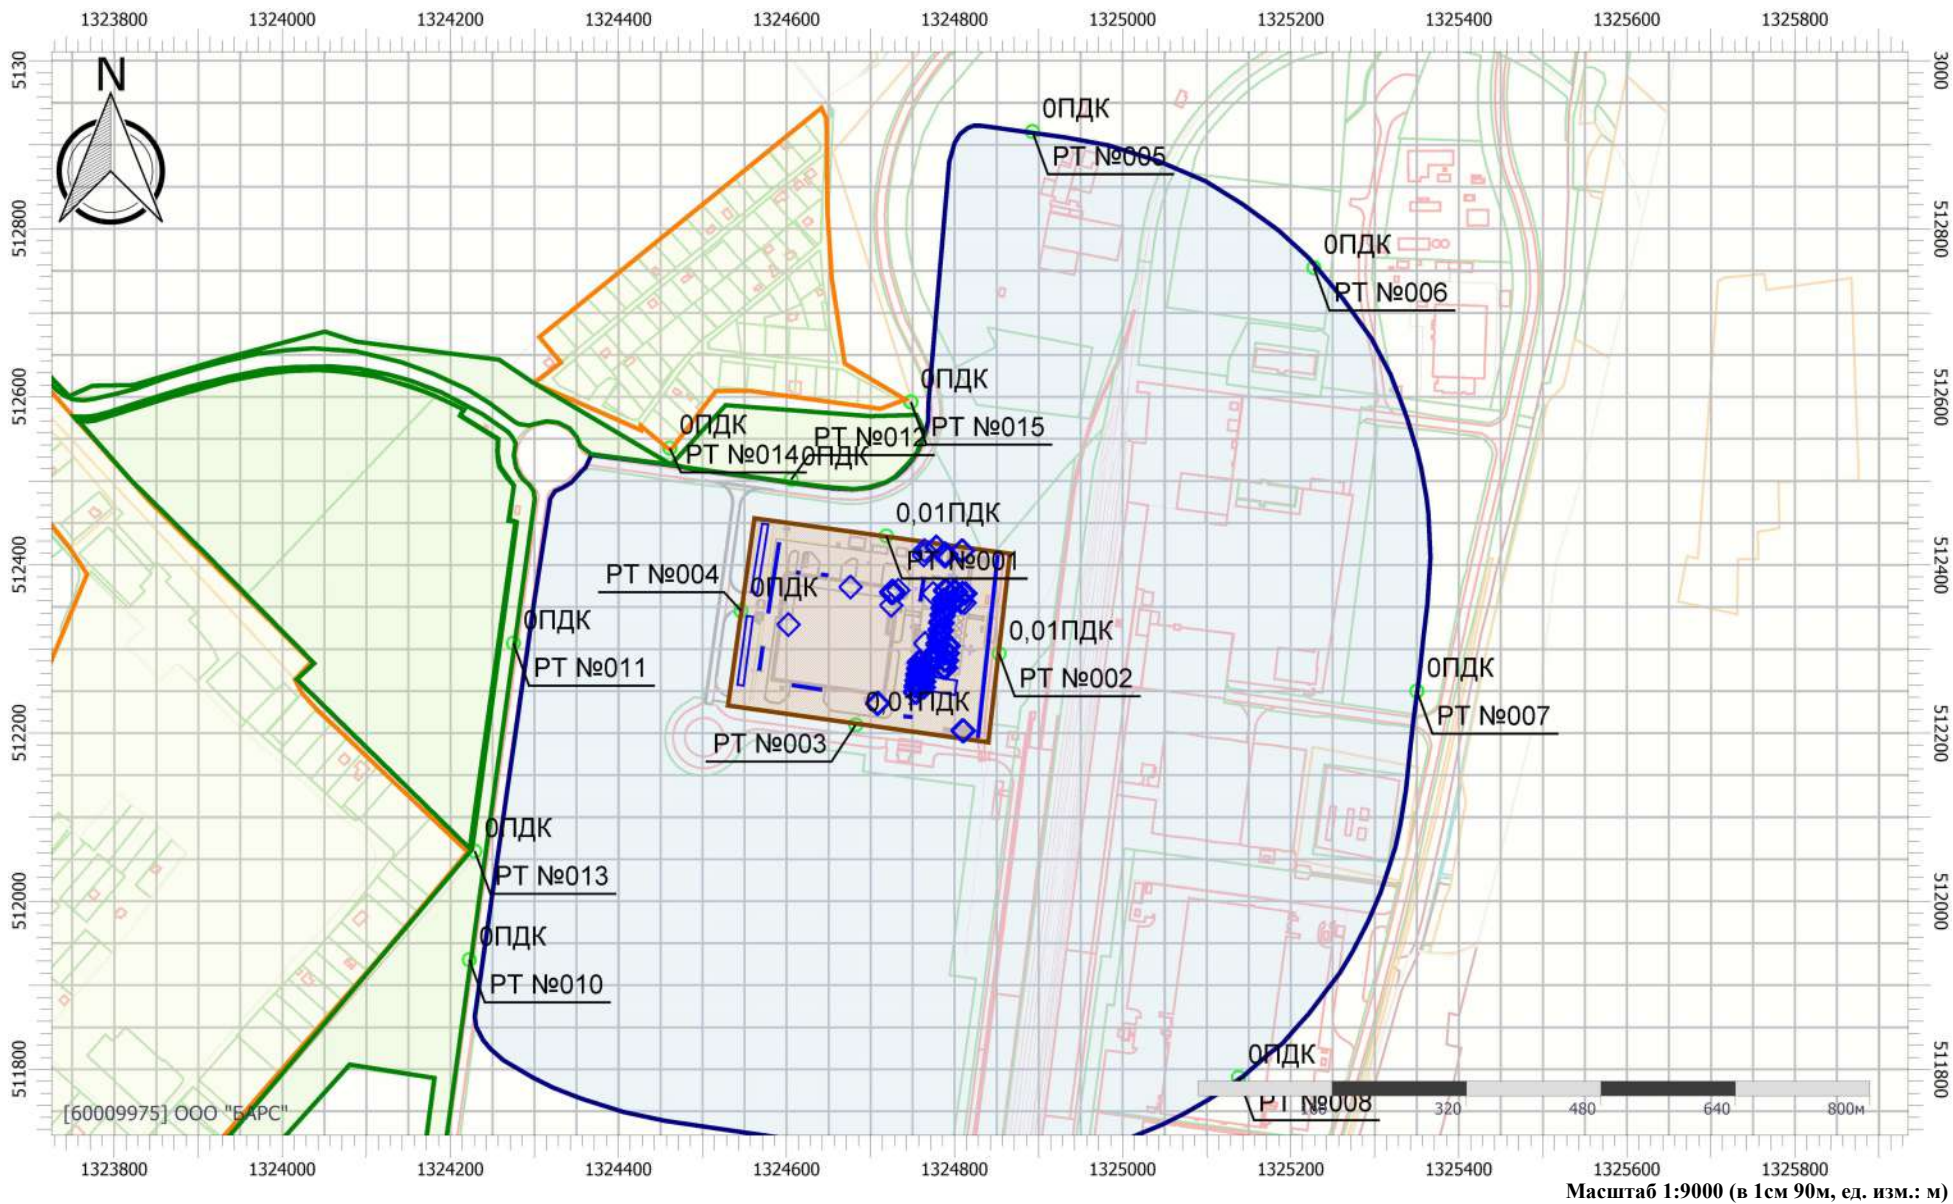 1323800 1324000 1324200 1324400 1324600 1324800 1325000 1325200 1325400 1325600 1325800
5130
3000
N
0ПДК
РТ №005
512800
512800
0ПДК
РТ №006
0ПДК
РТ №015
512600
512600
0ПДК
РТ №014
РТ №012
0ПДК
0,01ПДК
РТ №001
512400
512400
РТ №004
0ПДК
0ПДК
РТ №011
0,01ПДК
РТ №002
0ПДК
РТ №007
0,01ПДК
РТ №003
512200
512200
0ПДК
РТ №013
512000
512000
0ПДК
РТ №010
0ПДК
РТ №008
511800
511800
[60009975] ООО "БАРС"
320 480 640 800м
1323800 1324000 1324200 1324400 1324600 1324800 1325000 1325200 1325400 1325600 1325800
Масштаб 1:9000 (в 1см 90м, ед. изм.: м)